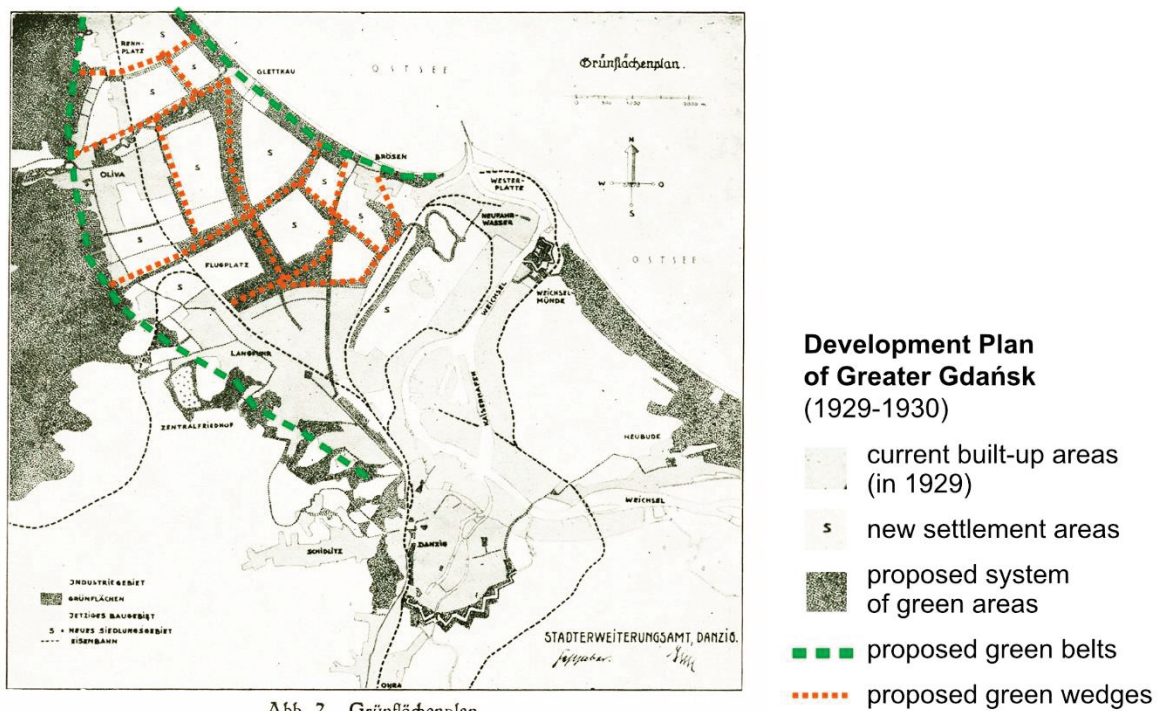 RENN-
PLATZ
S
GLETTKAU
OSTSEE
Grünflächenplan.
S
S
N
W
O
S
OLIVA
S
S
BRÖSEN
WESTER-
PLATTE
S
S
NEUFAHR-
WASSER
S
S
FLUGPLATZ
OSTSEE
S
WEICHSEL
WEICHSEL-
MÜNDE
S
LANGFUHR
ZENTRALFRIEDHOF
HEUBUDE
WEICHSEL
SCHIDLITZ
DANZIG
INDUSTRIEGEBIET
GRÜNFLÄCHEN
JETZIGES BAUGEBIET
S = NEUES SIEDLUNGSGEBIET
EISENBAHN
STADTERWEITERUNGSAMT, DANZIG.
OHRA
Abb. 2. Grünflächenplan
Development Plan
of Greater Gdańsk
(1929-1930)
current built-up areas
(in 1929)
S new settlement areas
proposed system
of green areas
proposed green belts
proposed green wedges